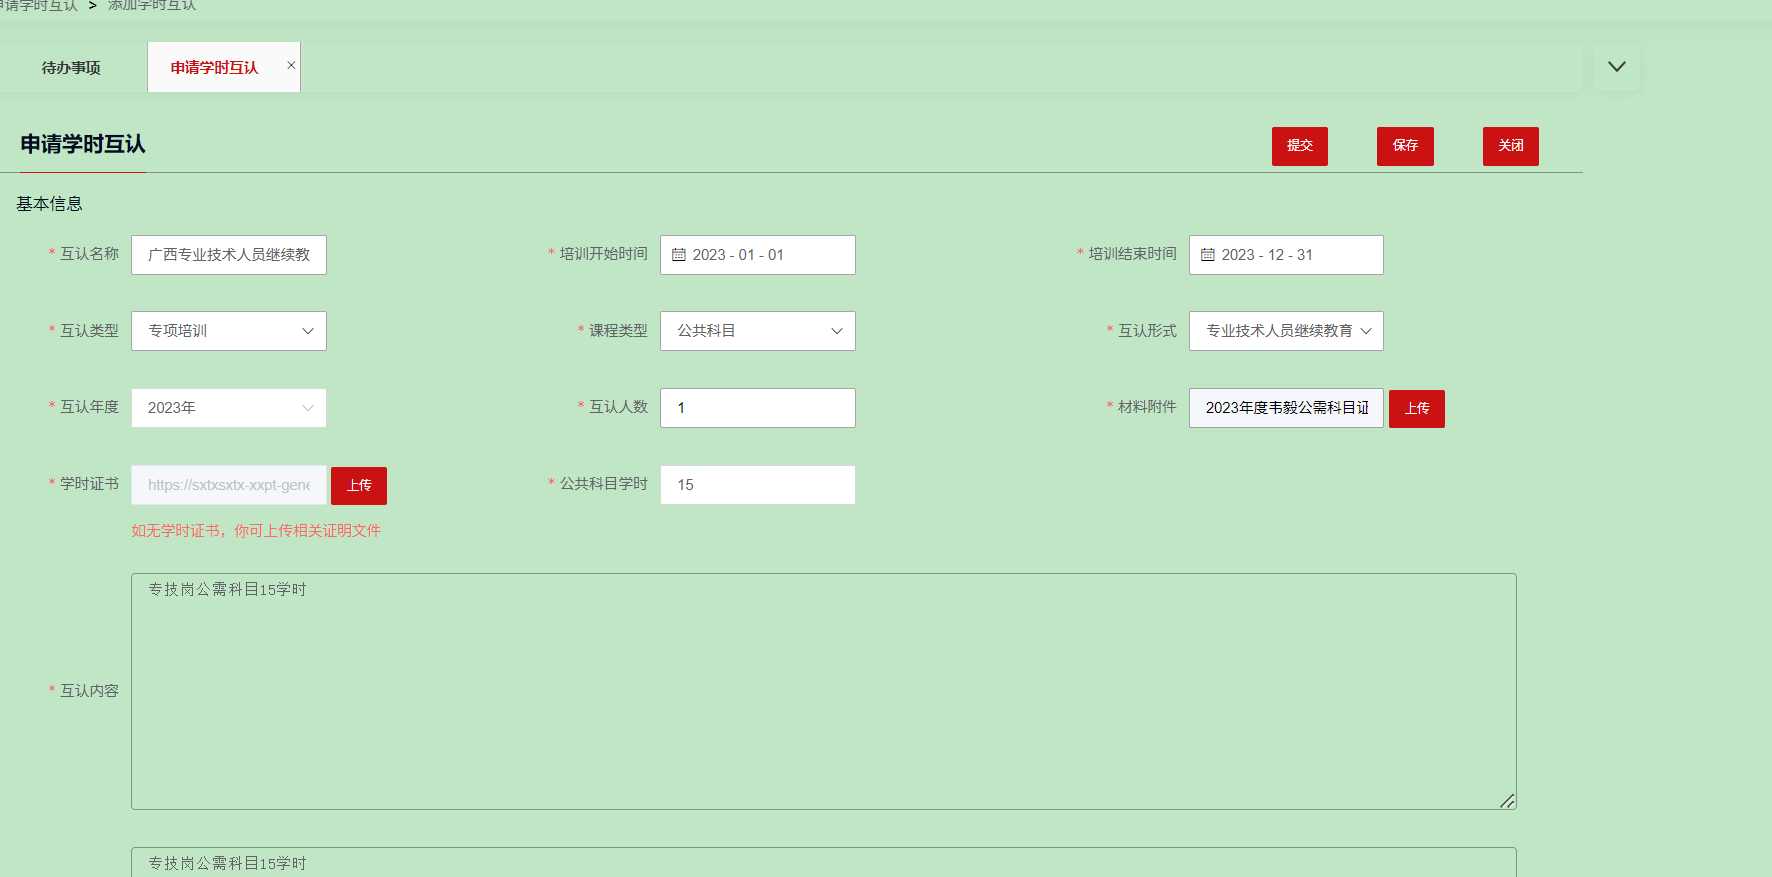 申请学时互认 > 添加学时互认
待办事项 申请学时互认 ×
申请学时互认 提交 保存 关闭
基本信息
* 互认名称 广西专业技术人员继续教 * 培训开始时间 2023 - 01 - 01 * 培训结束时间 2023 - 12 - 31
* 互认类型 专项培训 * 课程类型 公共科目 * 互认形式 专业技术人员继续教育
* 互认年度 2023年 * 互认人数 1 * 材料附件 2023年度韦毅公需科目证 上传
* 学时证书 https://sxtxsxtx-xxpt-gene 上传 * 公共科目学时 15
如无学时证书，你可上传相关证明文件
专技岗公需科目15学时
* 互认内容
专技岗公需科目15学时